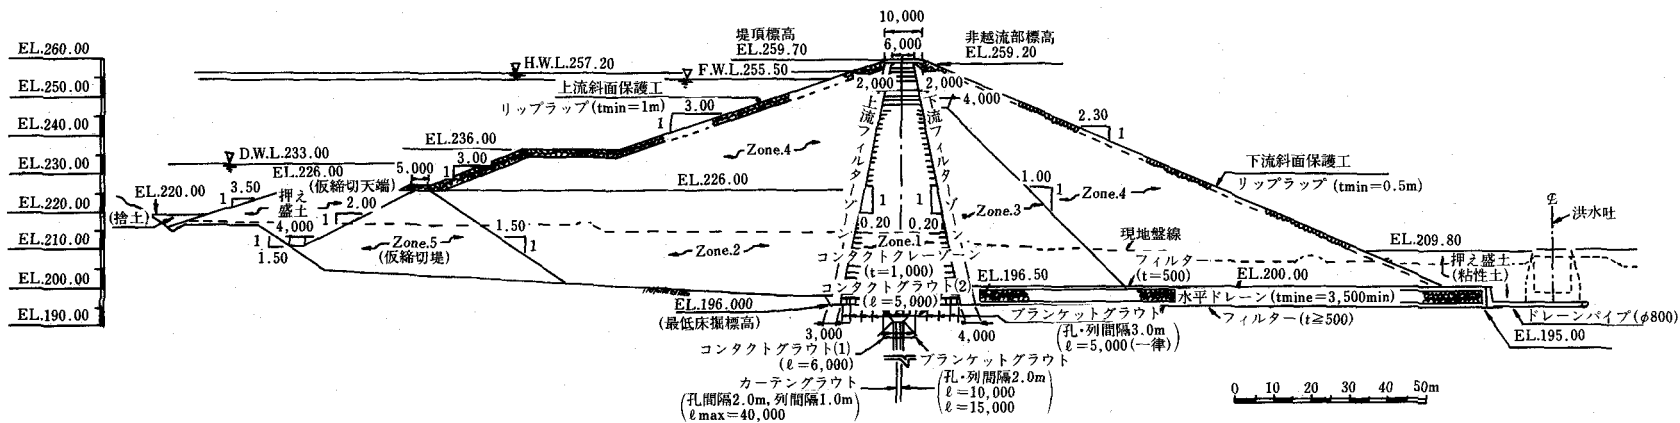 EL.260.00
EL.250.00
EL.240.00
EL.230.00
EL.220.00
EL.210.00
EL.200.00
EL.190.00
10,000
堤頂標高
EL.259.70
6,000
非越流部標高
EL.259.20
H.W.L.257.20
F.W.L.255.50
上流斜面保護工
リップラップ(tmin=1m)
3.00
1
2,000
2,000
4,000
上流フィルターゾーン
下流フィルターゾーン
2.30
1
EL.236.00
D.W.L.233.00
5.000
3.00
1
EL.226.00
(仮締切天端)
EL.226.00
EL.220.00
(捨土)
3.50
1
押え
盛土
2.00
1
4,000
1
1.50
Zone.5
(仮締切堤)
1.50
1
Zone.4
Zone.2
1
0.20
1
0.20
Zone.1
コンタクトクレーゾーン
(t=1,000)
コンタクトグラウト(2)
(ℓ=5,000)
Zone.3
1.00
1
Zone.4
下流斜面保護工
リップラップ (tmin=0.5m)
現地盤線
フィルター
(t=500)
EL.209.80
押え盛土
(粘性土)
℄
洪水吐
EL.196.50
EL.200.00
水平ドレーン(tmine=3,500min)
フィルター(t≧500)
ドレーンパイプ(φ800)
EL.195.00
EL.196.000
(最低床掘標高)
3,000
4,000
ブランケットグラウト
(孔・列間隔3.0m
ℓ=5,000(一律))
コンタクトグラウト(1)
(ℓ=6,000)
カーテングラウト
(孔間隔2.0m, 列間隔1.0m
ℓmax=40,000)
ブランケットグラウト
(孔・列間隔2.0m
ℓ=10,000
ℓ=15,000)
0 10 20 30 40 50m